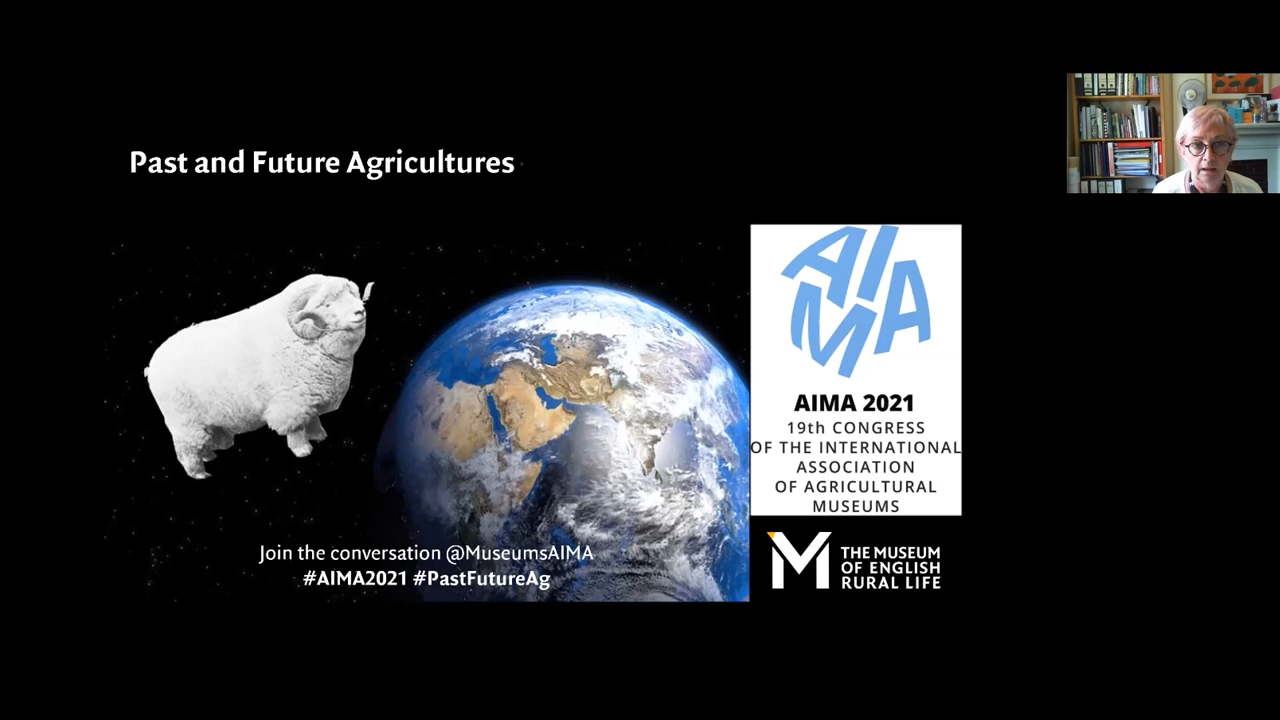 Past and Future Agricultures
AIMA
AIMA 2021
19th CONGRESS
OF THE INTERNATIONAL
ASSOCIATION
OF AGRICULTURAL
MUSEUMS
Join the conversation @MuseumsAIMA
#AIMA2021 #PastFutureAg
M THE MUSEUM
OF ENGLISH
RURAL LIFE